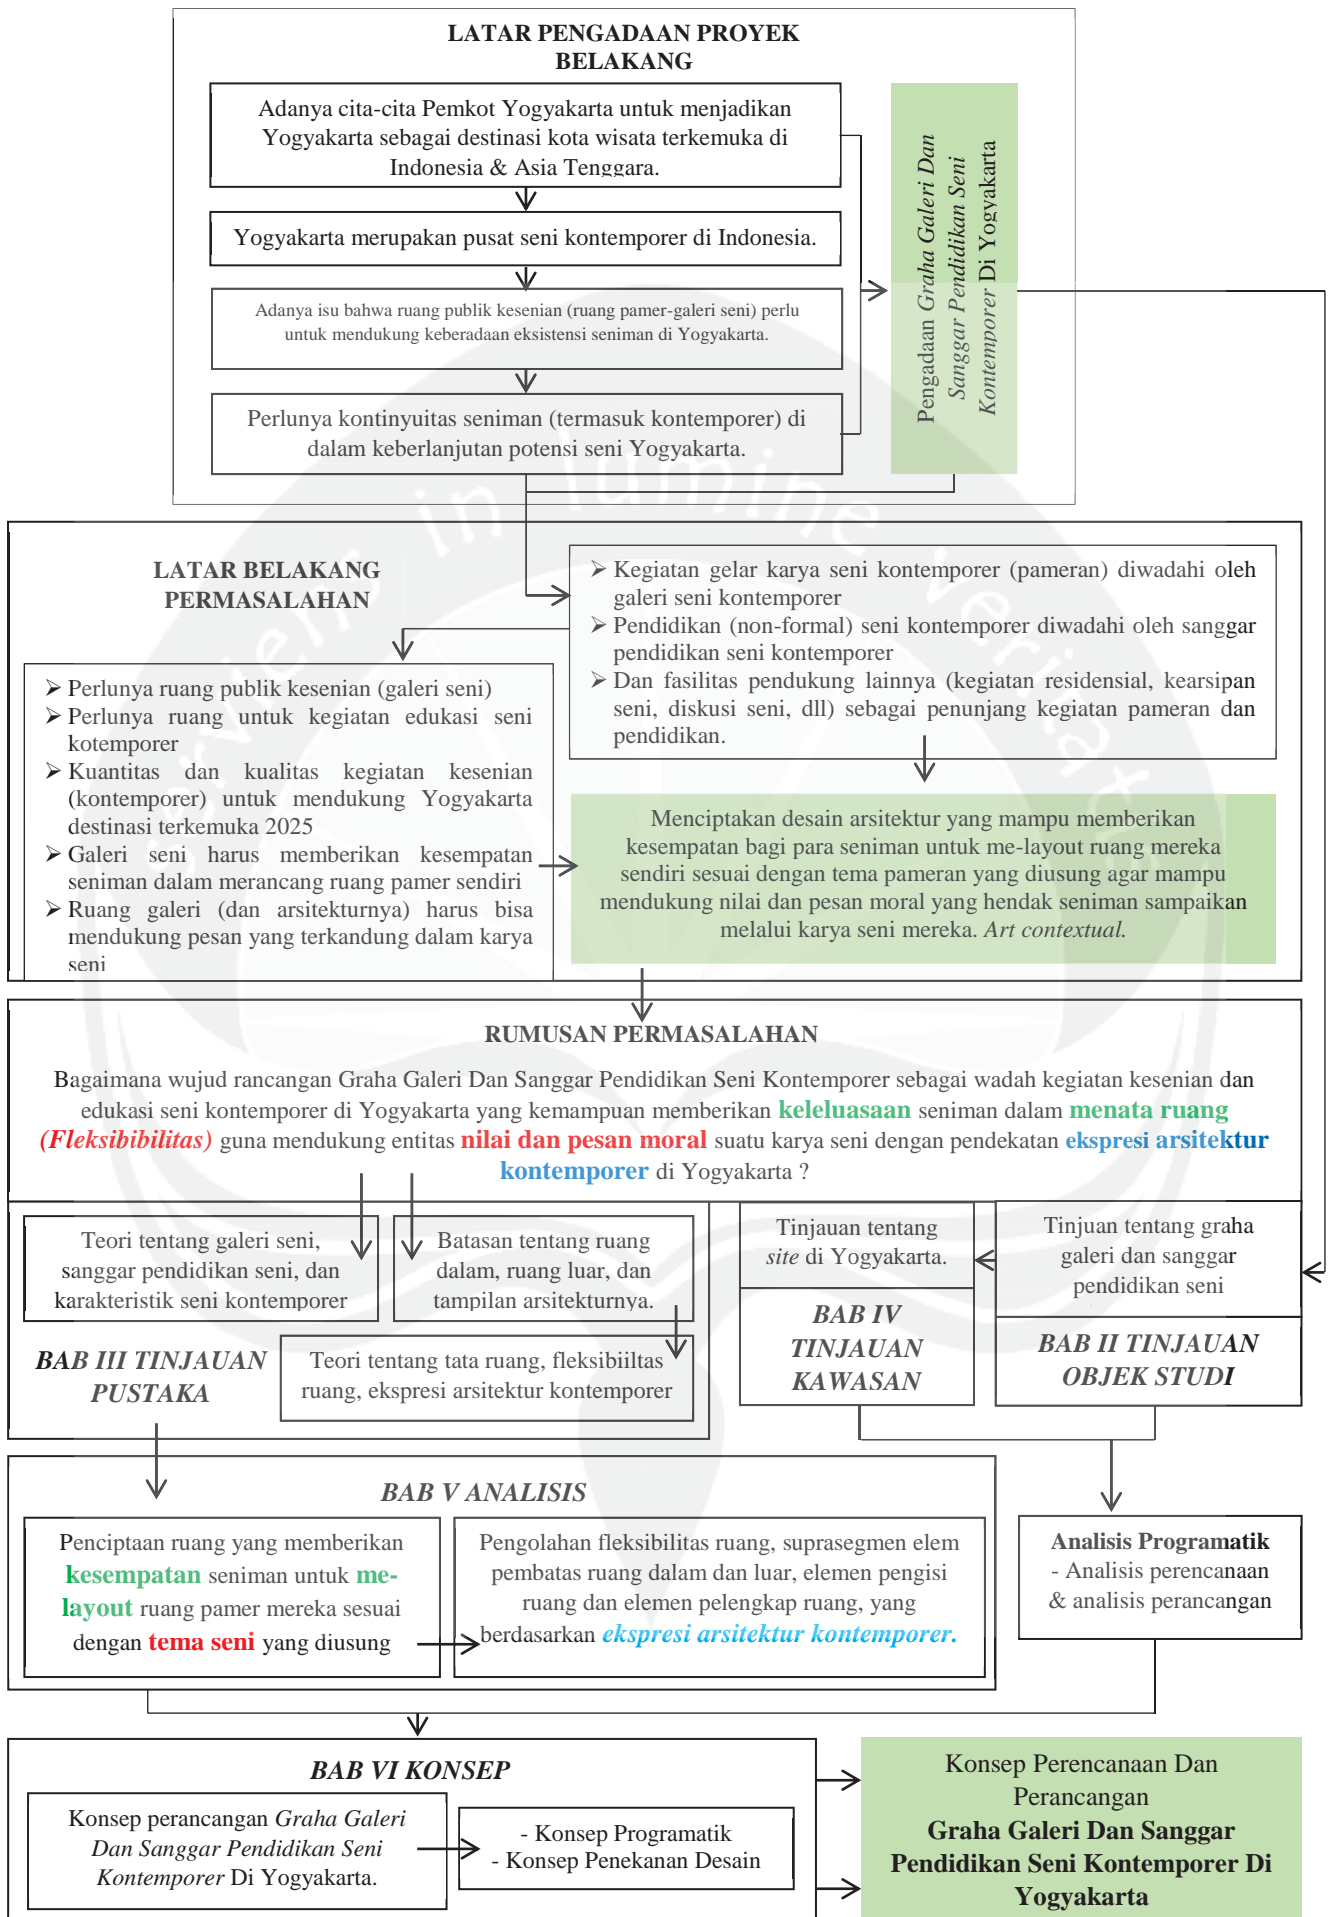 LATAR PENGADAAN PROYEK
BELAKANG
Adanya cita-cita Pemkot Yogyakarta untuk menjadikan
Yogyakarta sebagai destinasi kota wisata terkemuka di
Indonesia & Asia Tenggara.
Yogyakarta merupakan pusat seni kontemporer di Indonesia.
Adanya isu bahwa ruang publik kesenian (ruang pamer-galeri seni) perlu
untuk mendukung keberadaan eksistensi seniman di Yogyakarta.
Perlunya kontinyuitas seniman (termasuk kontemporer) di
dalam keberlanjutan potensi seni Yogyakarta.
Pengadaan Graha Galeri Dan
Sanggar Pendidikan Seni
Kontemporer Di Yogyakarta
serviens in lumine veritatis
LATAR BELAKANG
PERMASALAHAN
➢ Kegiatan gelar karya seni kontemporer (pameran) diwadahi oleh
galeri seni kontemporer
➢ Pendidikan (non-formal) seni kontemporer diwadahi oleh sanggar
pendidikan seni kontemporer
➢ Dan fasilitas pendukung lainnya (kegiatan residensial, kearsipan
seni, diskusi seni, dll) sebagai penunjang kegiatan pameran dan
pendidikan.
➢ Perlunya ruang publik kesenian (galeri seni)
➢ Perlunya ruang untuk kegiatan edukasi seni
kotemporer
➢ Kuantitas dan kualitas kegiatan kesenian
(kontemporer) untuk mendukung Yogyakarta
destinasi terkemuka 2025
➢ Galeri seni harus memberikan kesempatan
seniman dalam merancang ruang pamer sendiri
➢ Ruang galeri (dan arsitekturnya) harus bisa
mendukung pesan yang terkandung dalam karya
seni
Menciptakan desain arsitektur yang mampu memberikan
kesempatan bagi para seniman untuk me-layout ruang mereka
sendiri sesuai dengan tema pameran yang diusung agar mampu
mendukung nilai dan pesan moral yang hendak seniman sampaikan
melalui karya seni mereka. Art contextual.
RUMUSAN PERMASALAHAN
Bagaimana wujud rancangan Graha Galeri Dan Sanggar Pendidikan Seni Kontemporer sebagai wadah kegiatan kesenian dan
edukasi seni kontemporer di Yogyakarta yang kemampuan memberikan keleluasaan seniman dalam menata ruang
(Fleksibibilitas) guna mendukung entitas nilai dan pesan moral suatu karya seni dengan pendekatan ekspresi arsitektur
kontemporer di Yogyakarta ?
Teori tentang galeri seni,
sanggar pendidikan seni, dan
karakteristik seni kontemporer
Batasan tentang ruang
dalam, ruang luar, dan
tampilan arsitekturnya.
BAB III TINJAUAN
PUSTAKA
Teori tentang tata ruang, fleksibiiltas
ruang, ekspresi arsitektur kontemporer
Tinjauan tentang
site di Yogyakarta.
BAB IV
TINJAUAN
KAWASAN
Tinjuan tentang graha
galeri dan sanggar
pendidikan seni
BAB II TINJAUAN
OBJEK STUDI
BAB V ANALISIS
Penciptaan ruang yang memberikan
kesempatan seniman untuk me-
layout ruang pamer mereka sesuai
dengan tema seni yang diusung
Pengolahan fleksibilitas ruang, suprasegmen elem
pembatas ruang dalam dan luar, elemen pengisi
ruang dan elemen pelengkap ruang, yang
berdasarkan ekspresi arsitektur kontemporer.
Analisis Programatik
- Analisis perencanaan
& analisis perancangan
BAB VI KONSEP
Konsep perancangan Graha Galeri
Dan Sanggar Pendidikan Seni
Kontemporer Di Yogyakarta.
- Konsep Programatik
- Konsep Penekanan Desain
Konsep Perencanaan Dan
Perancangan
Graha Galeri Dan Sanggar
Pendidikan Seni Kontemporer Di
Yogyakarta